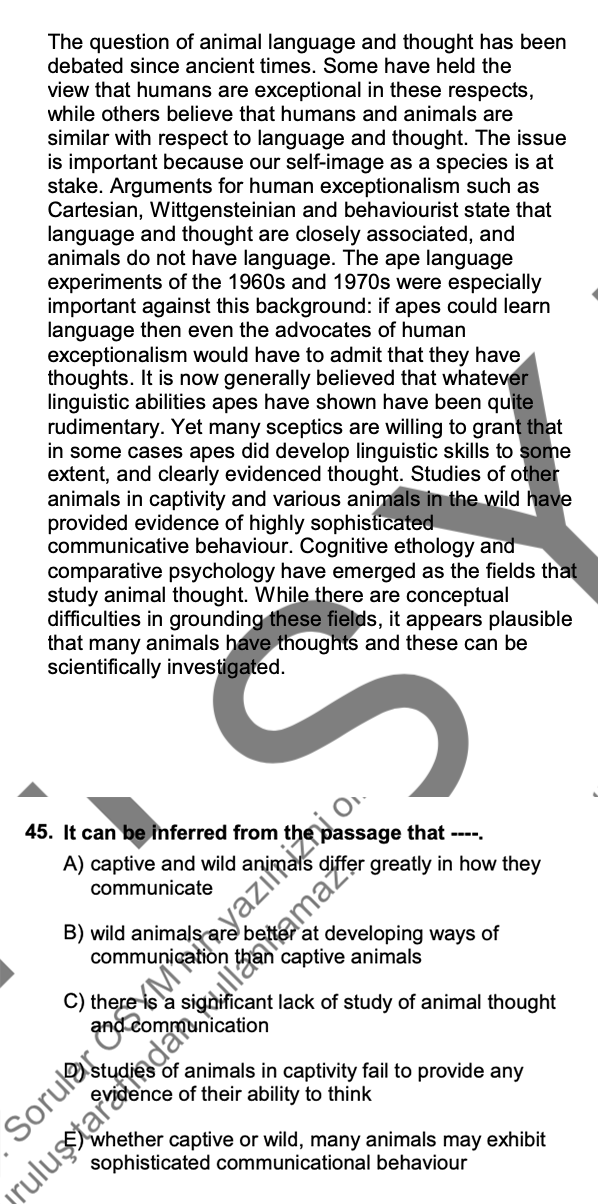 The question of animal language and thought has been
debated since ancient times. Some have held the
view that humans are exceptional in these respects,
while others believe that humans and animals are
similar with respect to language and thought. The issue
is important because our self-image as a species is at
stake. Arguments for human exceptionalism such as
Cartesian, Wittgensteinian and behaviourist state that
language and thought are closely associated, and
animals do not have language. The ape language
experiments of the 1960s and 1970s were especially
important against this background: if apes could learn
language then even the advocates of human
exceptionalism would have to admit that they have
thoughts. It is now generally believed that whatever
linguistic abilities apes have shown have been quite
rudimentary. Yet many sceptics are willing to grant that
in some cases apes did develop linguistic skills to some
extent, and clearly evidenced thought. Studies of other
animals in captivity and various animals in the wild have
provided evidence of highly sophisticated
communicative behaviour. Cognitive ethology and
comparative psychology have emerged as the fields that
study animal thought. While there are conceptual
difficulties in grounding these fields, it appears plausible
that many animals have thoughts and these can be
scientifically investigated.
45. It can be inferred from the passage that ----.
A) captive and wild animals differ greatly in how they
communicate
B) wild animals are better at developing ways of
communication than captive animals
C) there is a significant lack of study of animal thought
and communication
D) studies of animals in captivity fail to provide any
evidence of their ability to think
E) whether captive or wild, many animals may exhibit
sophisticated communicational behaviour
S Y
Sorular ÖSYM'nin yazılı izni
tarafından kullanılamaz.